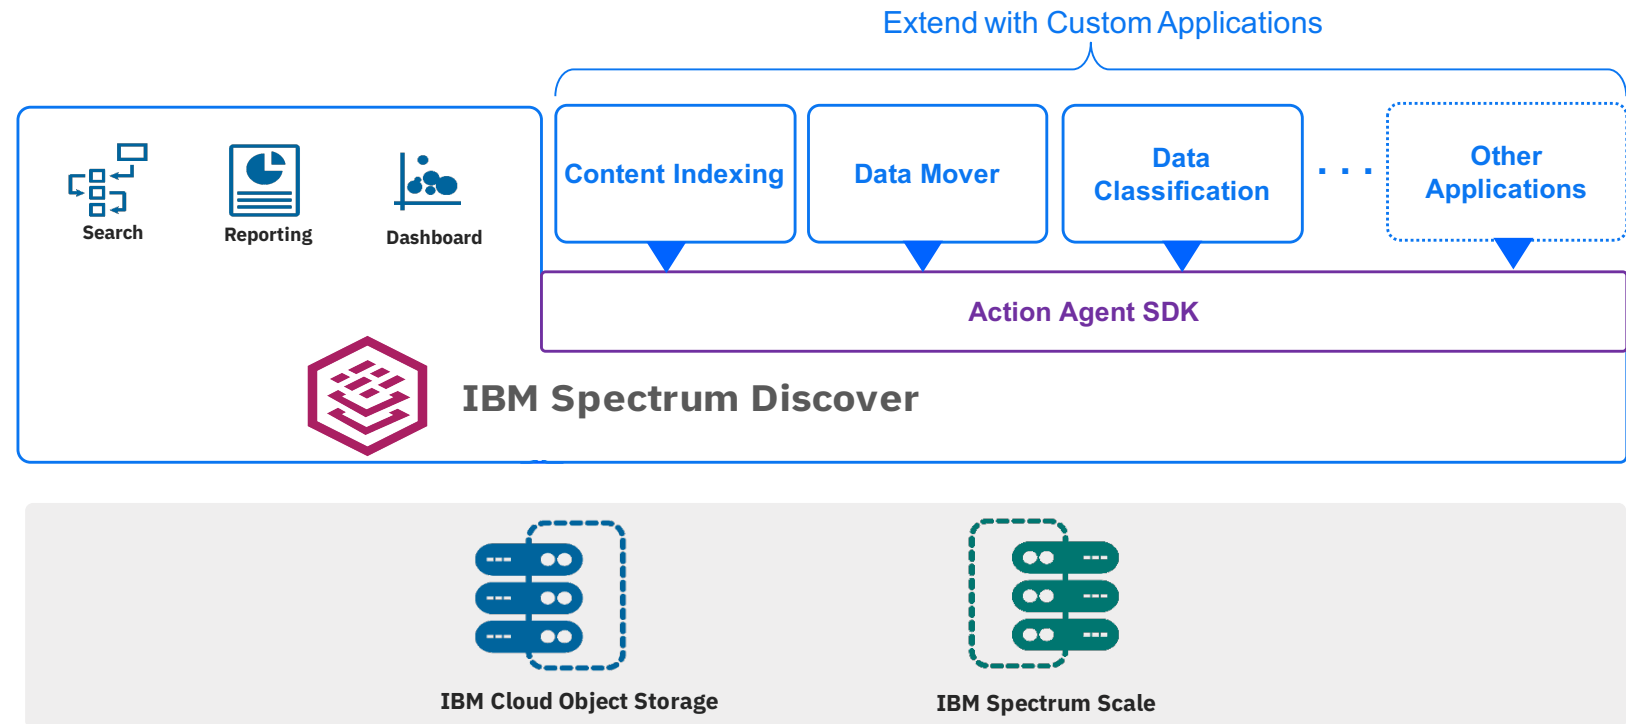 Extend with Custom Applications
Content Indexing
Data Mover
Data
Classification
. . .
Other
Applications
Search
Reporting
Dashboard
Action Agent SDK
IBM Spectrum Discover
IBM Cloud Object Storage
IBM Spectrum Scale